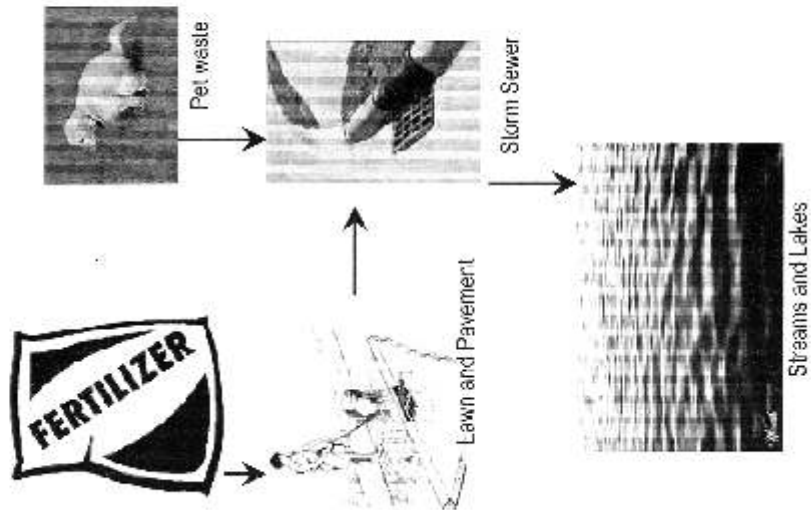 FERTILIZER
Pet waste
Lawn and Pavement
Storm Sewer
Streams and Lakes